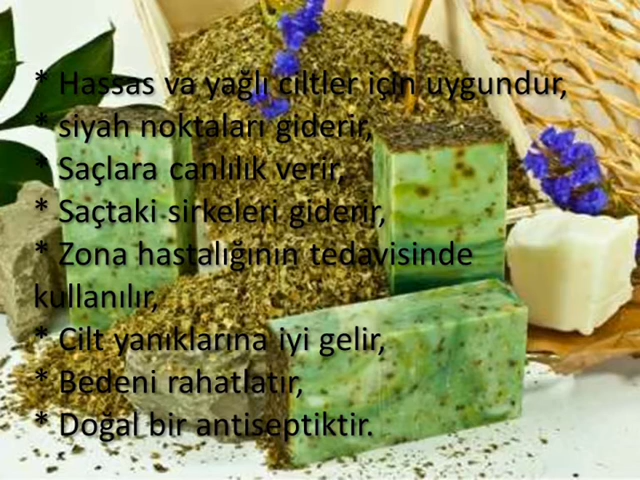 * Hassas va yağlı ciltler için uygundur,
* siyah noktaları giderir,
* Saçlara canlılık verir,
* Saçtaki sirkeleri giderir,
* Zona hastalığının tedavisinde
kullanılır,
* Cilt yanıklarına iyi gelir,
* Bedeni rahatlatır,
* Doğal bir antiseptiktir.